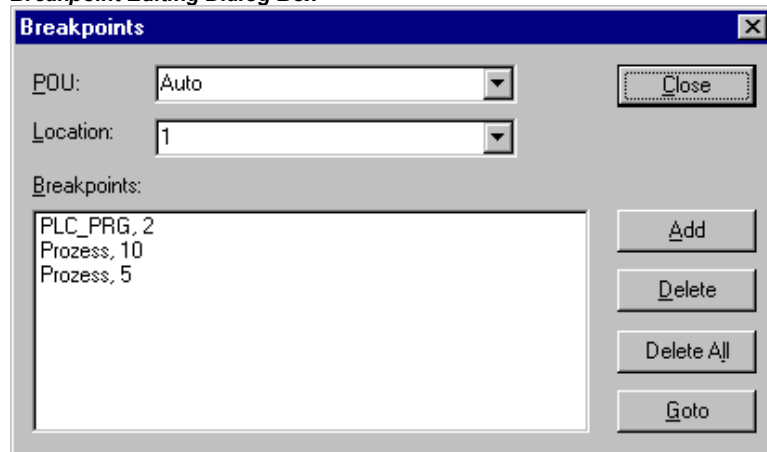 Breakpoint Editing Dialog Box
Breakpoints
POU: Auto Close
Location: 1
Breakpoints:
PLC_PRG, 2
Prozess, 10
Prozess, 5
Add
Delete
Delete All
Goto